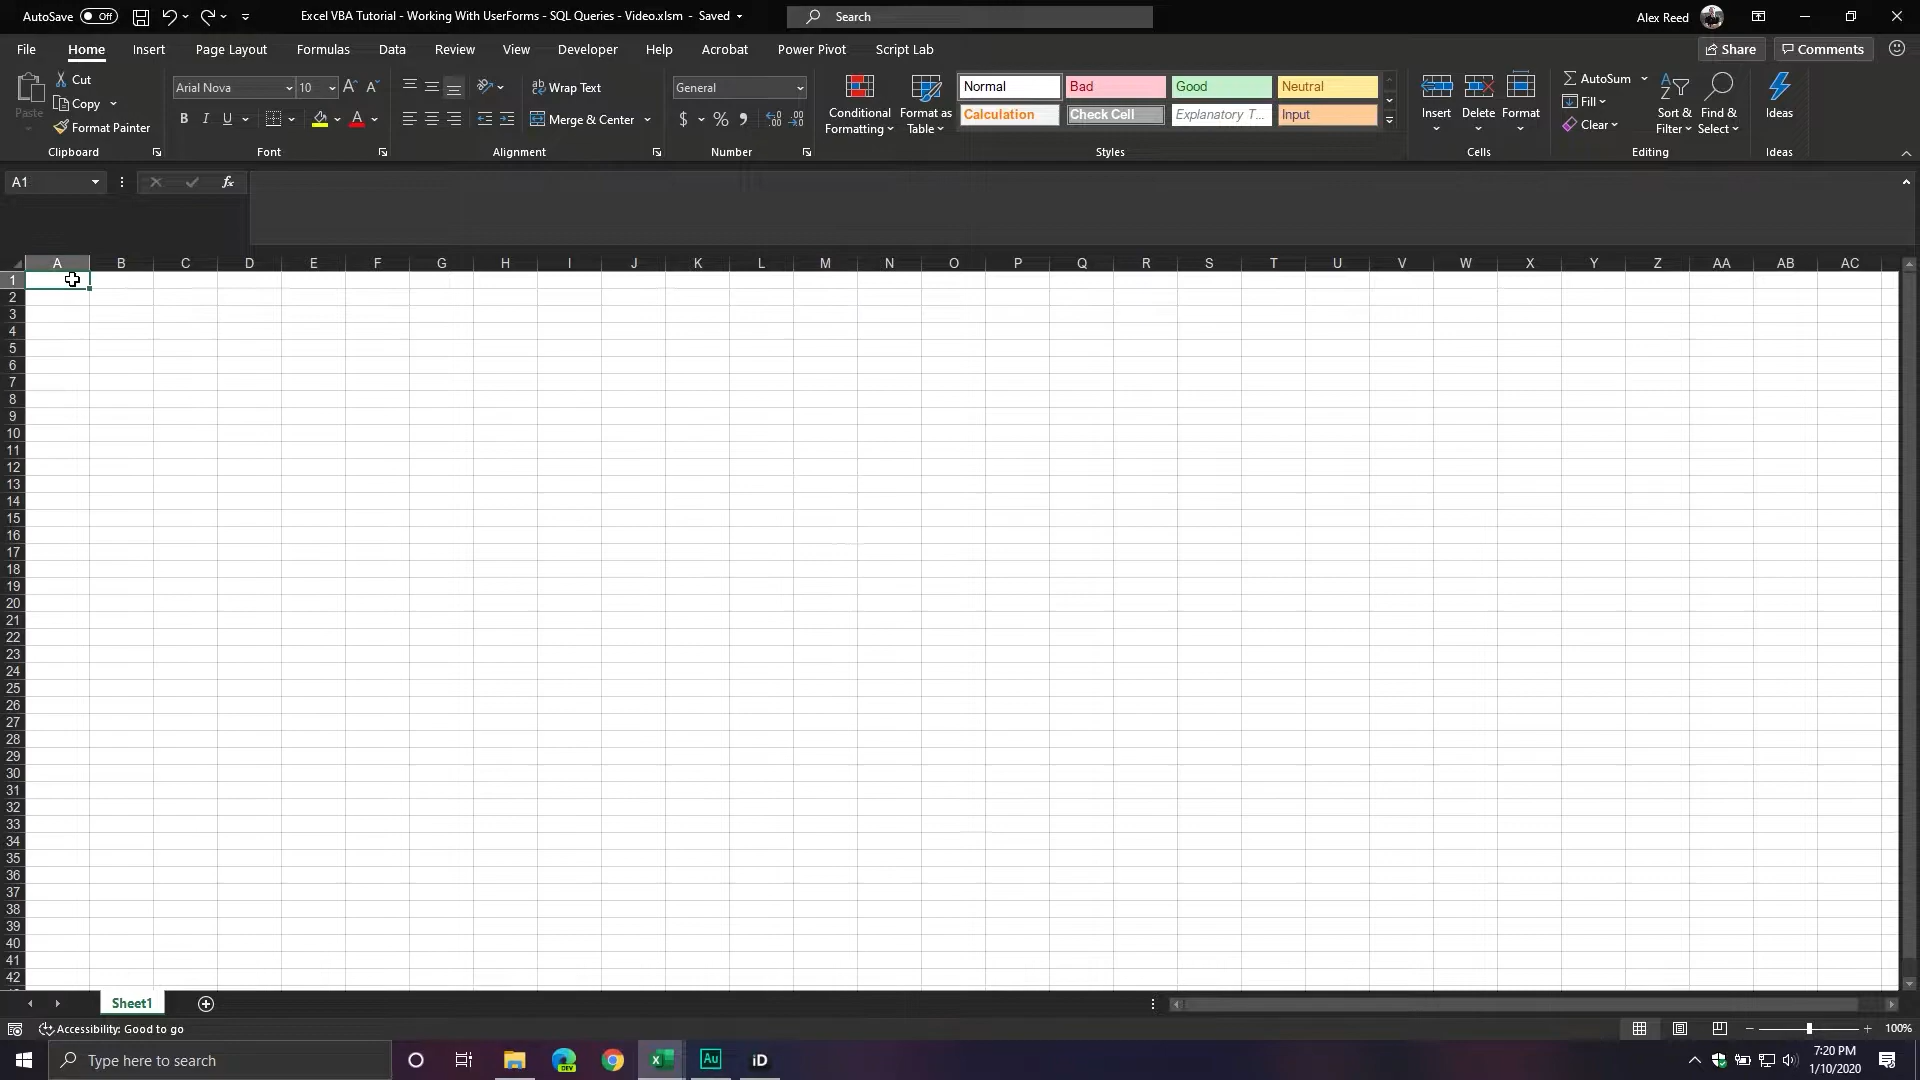 AutoSave Off Excel VBA Tutorial - Working With UserForms - SQL Queries - Video.xlsm - Saved Search Alex Reed
File Home Insert Page Layout Formulas Data Review View Developer Help Acrobat Power Pivot Script Lab Share Comments
Paste
Cut
Copy
Format Painter
Clipboard
Arial Nova 10
B I U
Font
Wrap Text
Merge & Center
Alignment
General
$ % 9
Number
Conditional Formatting
Format as Table
Normal Bad Good Neutral
Calculation Check Cell Explanatory T... Input
Styles
Insert Delete Format
Cells
AutoSum
Fill
Clear
Sort & Filter
Find & Select
Editing
Ideas
Ideas
A1 fx
A B C D E F G H I J K L M N O P Q R S T U V W X Y Z AA AB AC
1
2
3
4
5
6
7
8
9
10
11
12
13
14
15
16
17
18
19
20
21
22
23
24
25
26
27
28
29
30
31
32
33
34
35
36
37
38
39
40
41
42
Sheet1
Accessibility: Good to go 100%
Type here to search DEV Au iD 7:20 PM
1/10/2020